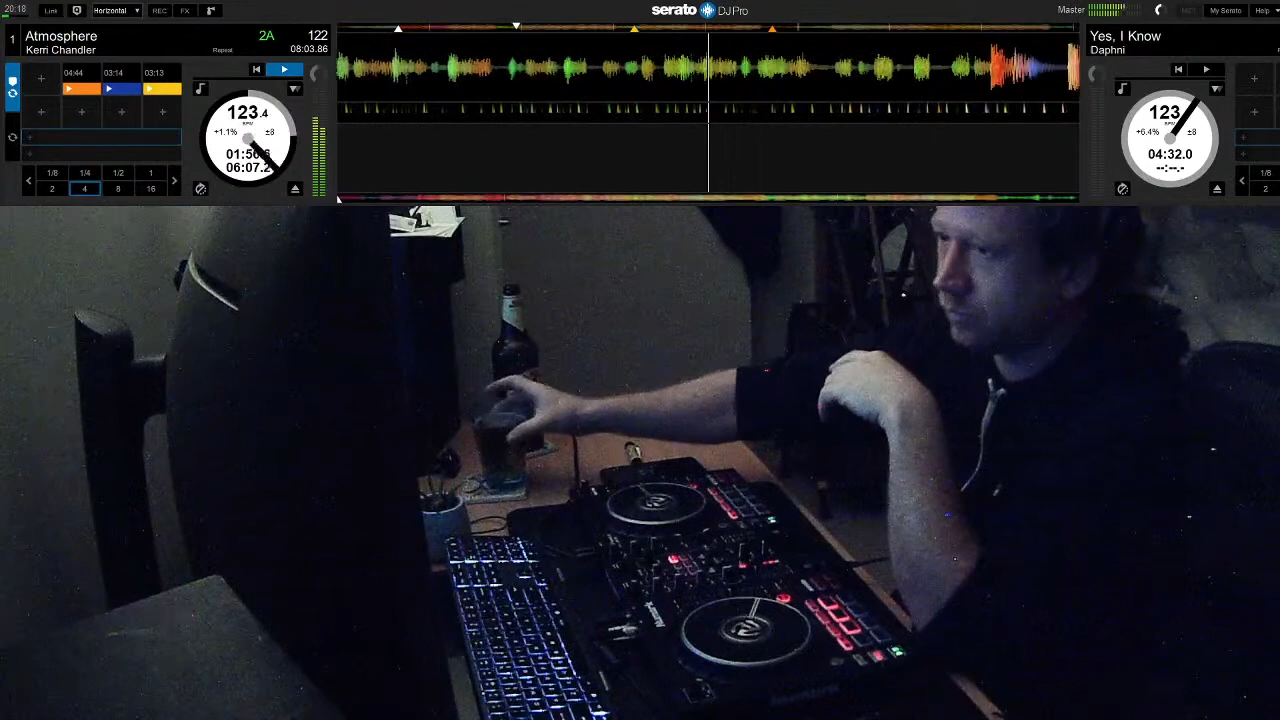 20:18 Link Horizontal REC FX serato DJ Pro Master My Serato Help
1 Atmosphere 2A 122
Kerri Chandler Repeat 08:03.86
Yes, I Know
Daphni
04:44 03:14 03:13
123.4
+1.1% ±8
01:56.
06:07.2
1/8 1/4 1/2 1
2 4 8 16
123
+6.4% ±8
04:32.0
--:--.-
1/8
2
Numark